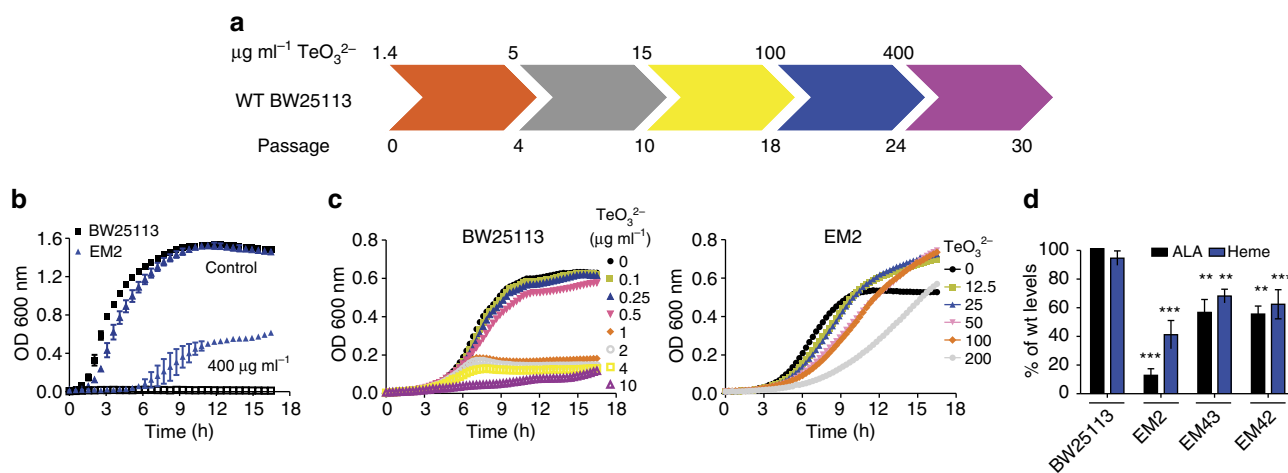 a
μg ml⁻¹ TeO₃²⁻ 1.4 5 15 100 400
WT BW25113
Passage 0 4 10 18 24 30
b
BW25113
EM2
Control
400 μg ml⁻¹
OD 600 nm
1.6
1.2
0.8
0.4
0.0
0 3 6 9 12 15 18
Time (h)
c
BW25113
TeO₃²⁻
(μg ml⁻¹)
0
0.1
0.25
0.5
1
2
4
10
OD 600 nm
0.8
0.6
0.4
0.2
0.0
0 3 6 9 12 15 18
Time (h)
EM2
TeO₃²⁻
0
12.5
25
50
100
200
OD 600 nm
0.8
0.6
0.4
0.2
0.0
0 3 6 9 12 15 18
Time (h)
d
ALA Heme
% of wt levels
100
80
60
40
20
0
*** *** ** ** ** ***
BW25113
EM2
EM43
EM42